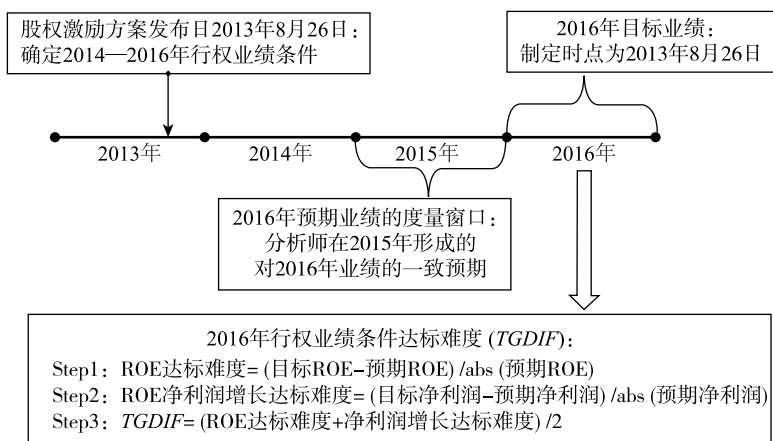 股权激励方案发布日2013年8月26日：
确定2014—2016年行权业绩条件
2016年目标业绩：
制定时点为2013年8月26日
2013年
2014年
2015年
2016年
2016年预期业绩的度量窗口：
分析师在2015年形成的
对2016年业绩的一致预期
2016年行权业绩条件达标难度 (TGDIF)：
Step1：ROE达标难度= (目标ROE−预期ROE) /abs (预期ROE)
Step2：ROE净利润增长达标难度= (目标净利润−预期净利润) /abs (预期净利润)
Step3：TGDIF= (ROE达标难度+净利润增长达标难度) /2